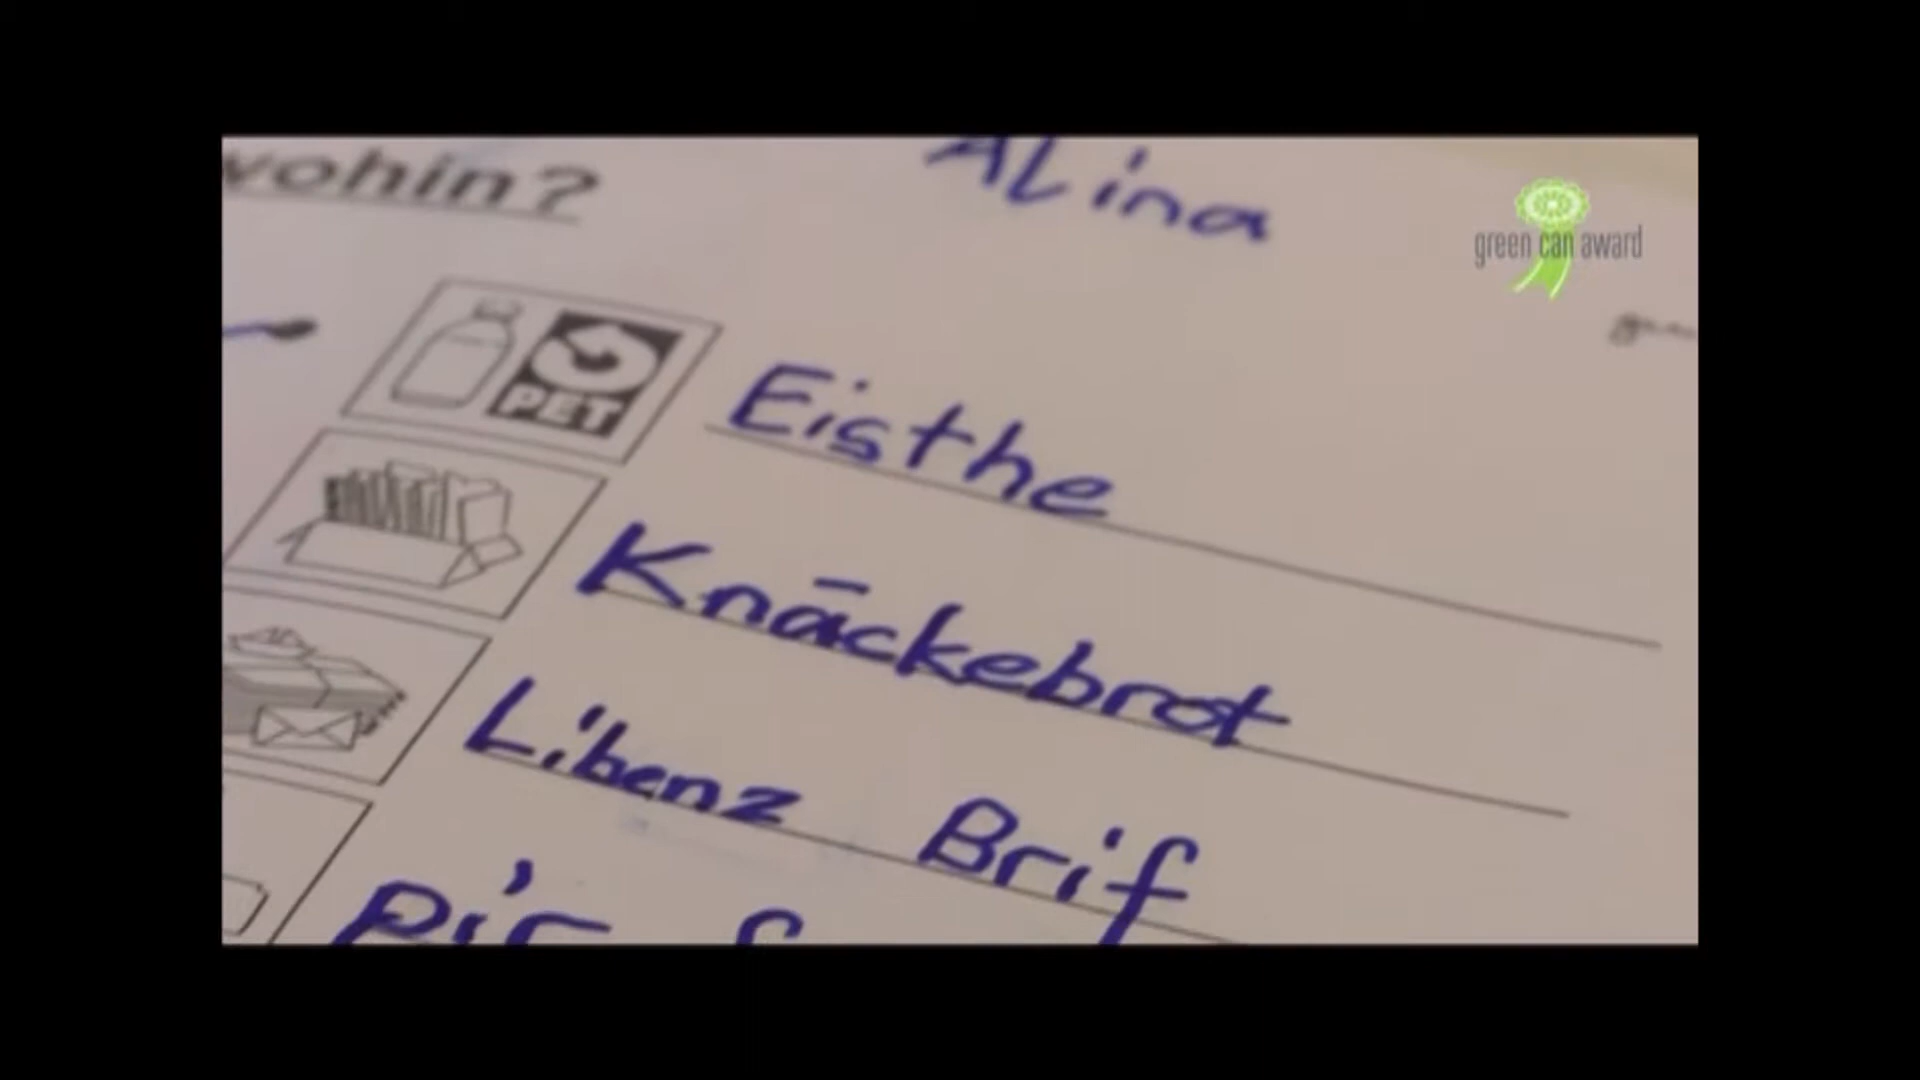 wohin?
Alina
green can award
PET
Eisthe
Knäckebrot
Libenz Brif